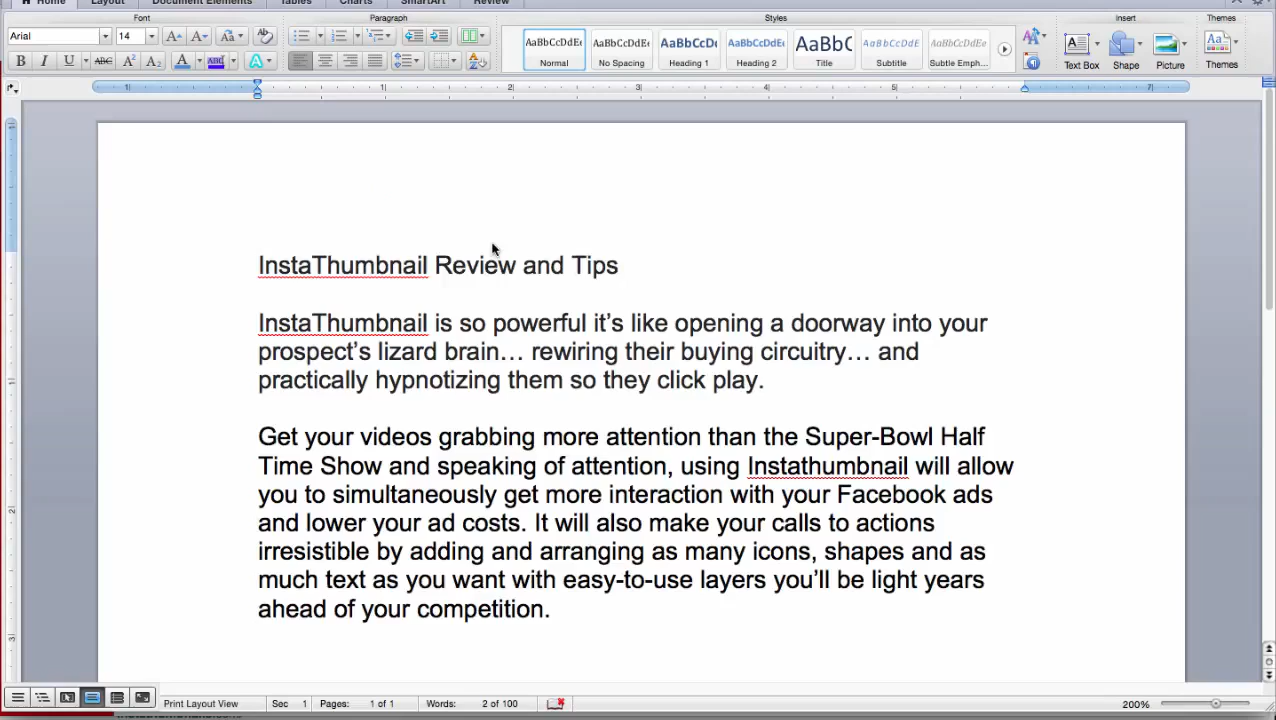 Home Layout Document Elements Tables Charts SmartArt Review
Font Paragraph Styles Insert Themes
Arial 14
AaBbCcDdEe AaBbCcDdEe AaBbCcDc AaBbCcDdEe AaBbC AaBbCcDdE AaBbCcDdEe
Normal No Spacing Heading 1 Heading 2 Title Subtitle Subtle Emph... Text Box Shape Picture Themes
InstaThumbnail Review and Tips
InstaThumbnail is so powerful it’s like opening a doorway into your
prospect’s lizard brain… rewiring their buying circuitry… and
practically hypnotizing them so they click play.
Get your videos grabbing more attention than the Super-Bowl Half
Time Show and speaking of attention, using Instathumbnail will allow
you to simultaneously get more interaction with your Facebook ads
and lower your ad costs. It will also make your calls to actions
irresistible by adding and arranging as many icons, shapes and as
much text as you want with easy-to-use layers you’ll be light years
ahead of your competition.
Print Layout View Sec 1 Pages: 1 of 1 Words: 2 of 100 200%